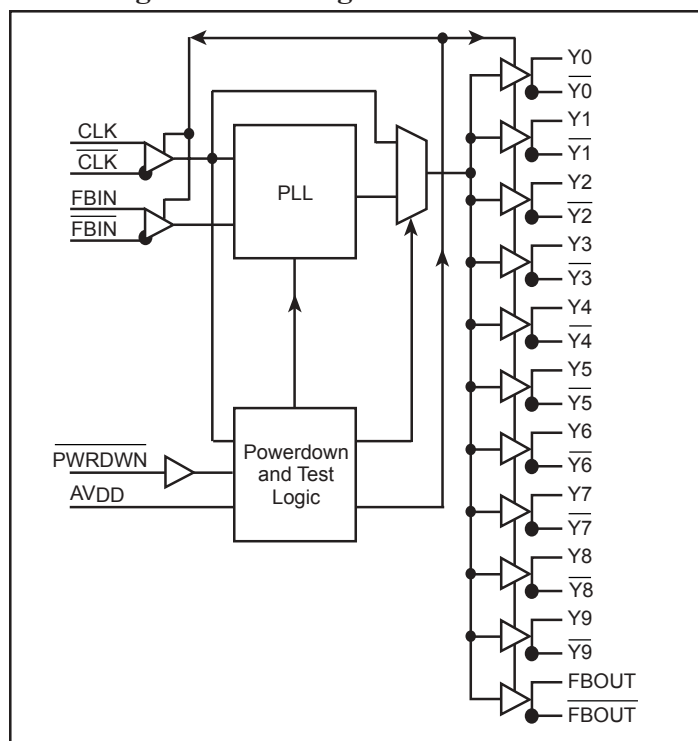 CLK
CLK
FBIN
FBIN
PLL
PWRDWN
AVDD
Powerdown
and Test
Logic
Y0
Y0
Y1
Y1
Y2
Y2
Y3
Y3
Y4
Y4
Y5
Y5
Y6
Y6
Y7
Y7
Y8
Y8
Y9
Y9
FBOUT
FBOUT